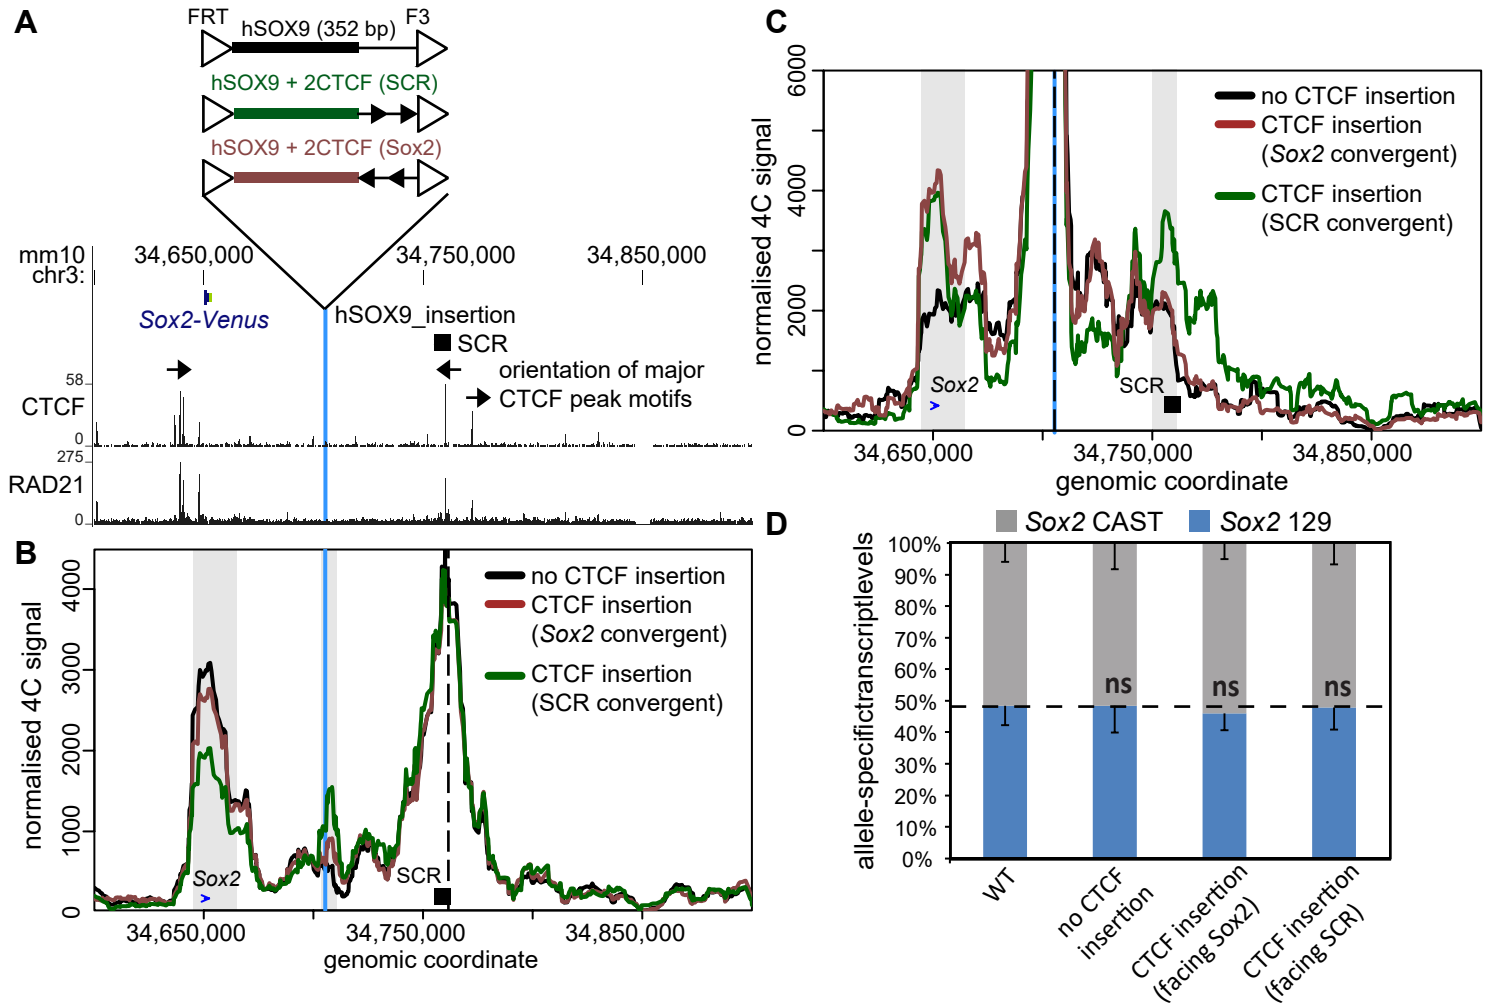 A
FRT
F3
hSOX9 (352 bp)
hSOX9 + 2CTCF (SCR)
hSOX9 + 2CTCF (Sox2)
mm10
chr3:
34,650,000
34,750,000
34,850,000
Sox2-Venus
hSOX9_insertion
SCR
orientation of major
CTCF peak motifs
58
CTCF
0
275
RAD21
0
B
normalised 4C signal
4000
3000
2000
1000
0
no CTCF insertion
CTCF insertion
(Sox2 convergent)
CTCF insertion
(SCR convergent)
Sox2
SCR
34,650,000
34,750,000
34,850,000
genomic coordinate
C
normalised 4C signal
6000
4000
2000
0
no CTCF insertion
CTCF insertion
(Sox2 convergent)
CTCF insertion
(SCR convergent)
Sox2
SCR
34,650,000
34,750,000
34,850,000
genomic coordinate
D
Sox2 CAST
Sox2 129
allele-specifictranscriptlevels
100%
90%
80%
70%
60%
50%
40%
30%
20%
10%
0%
ns
ns
ns
WT
no CTCF
insertion
CTCF insertion
(facing Sox2)
CTCF insertion
(facing SCR)